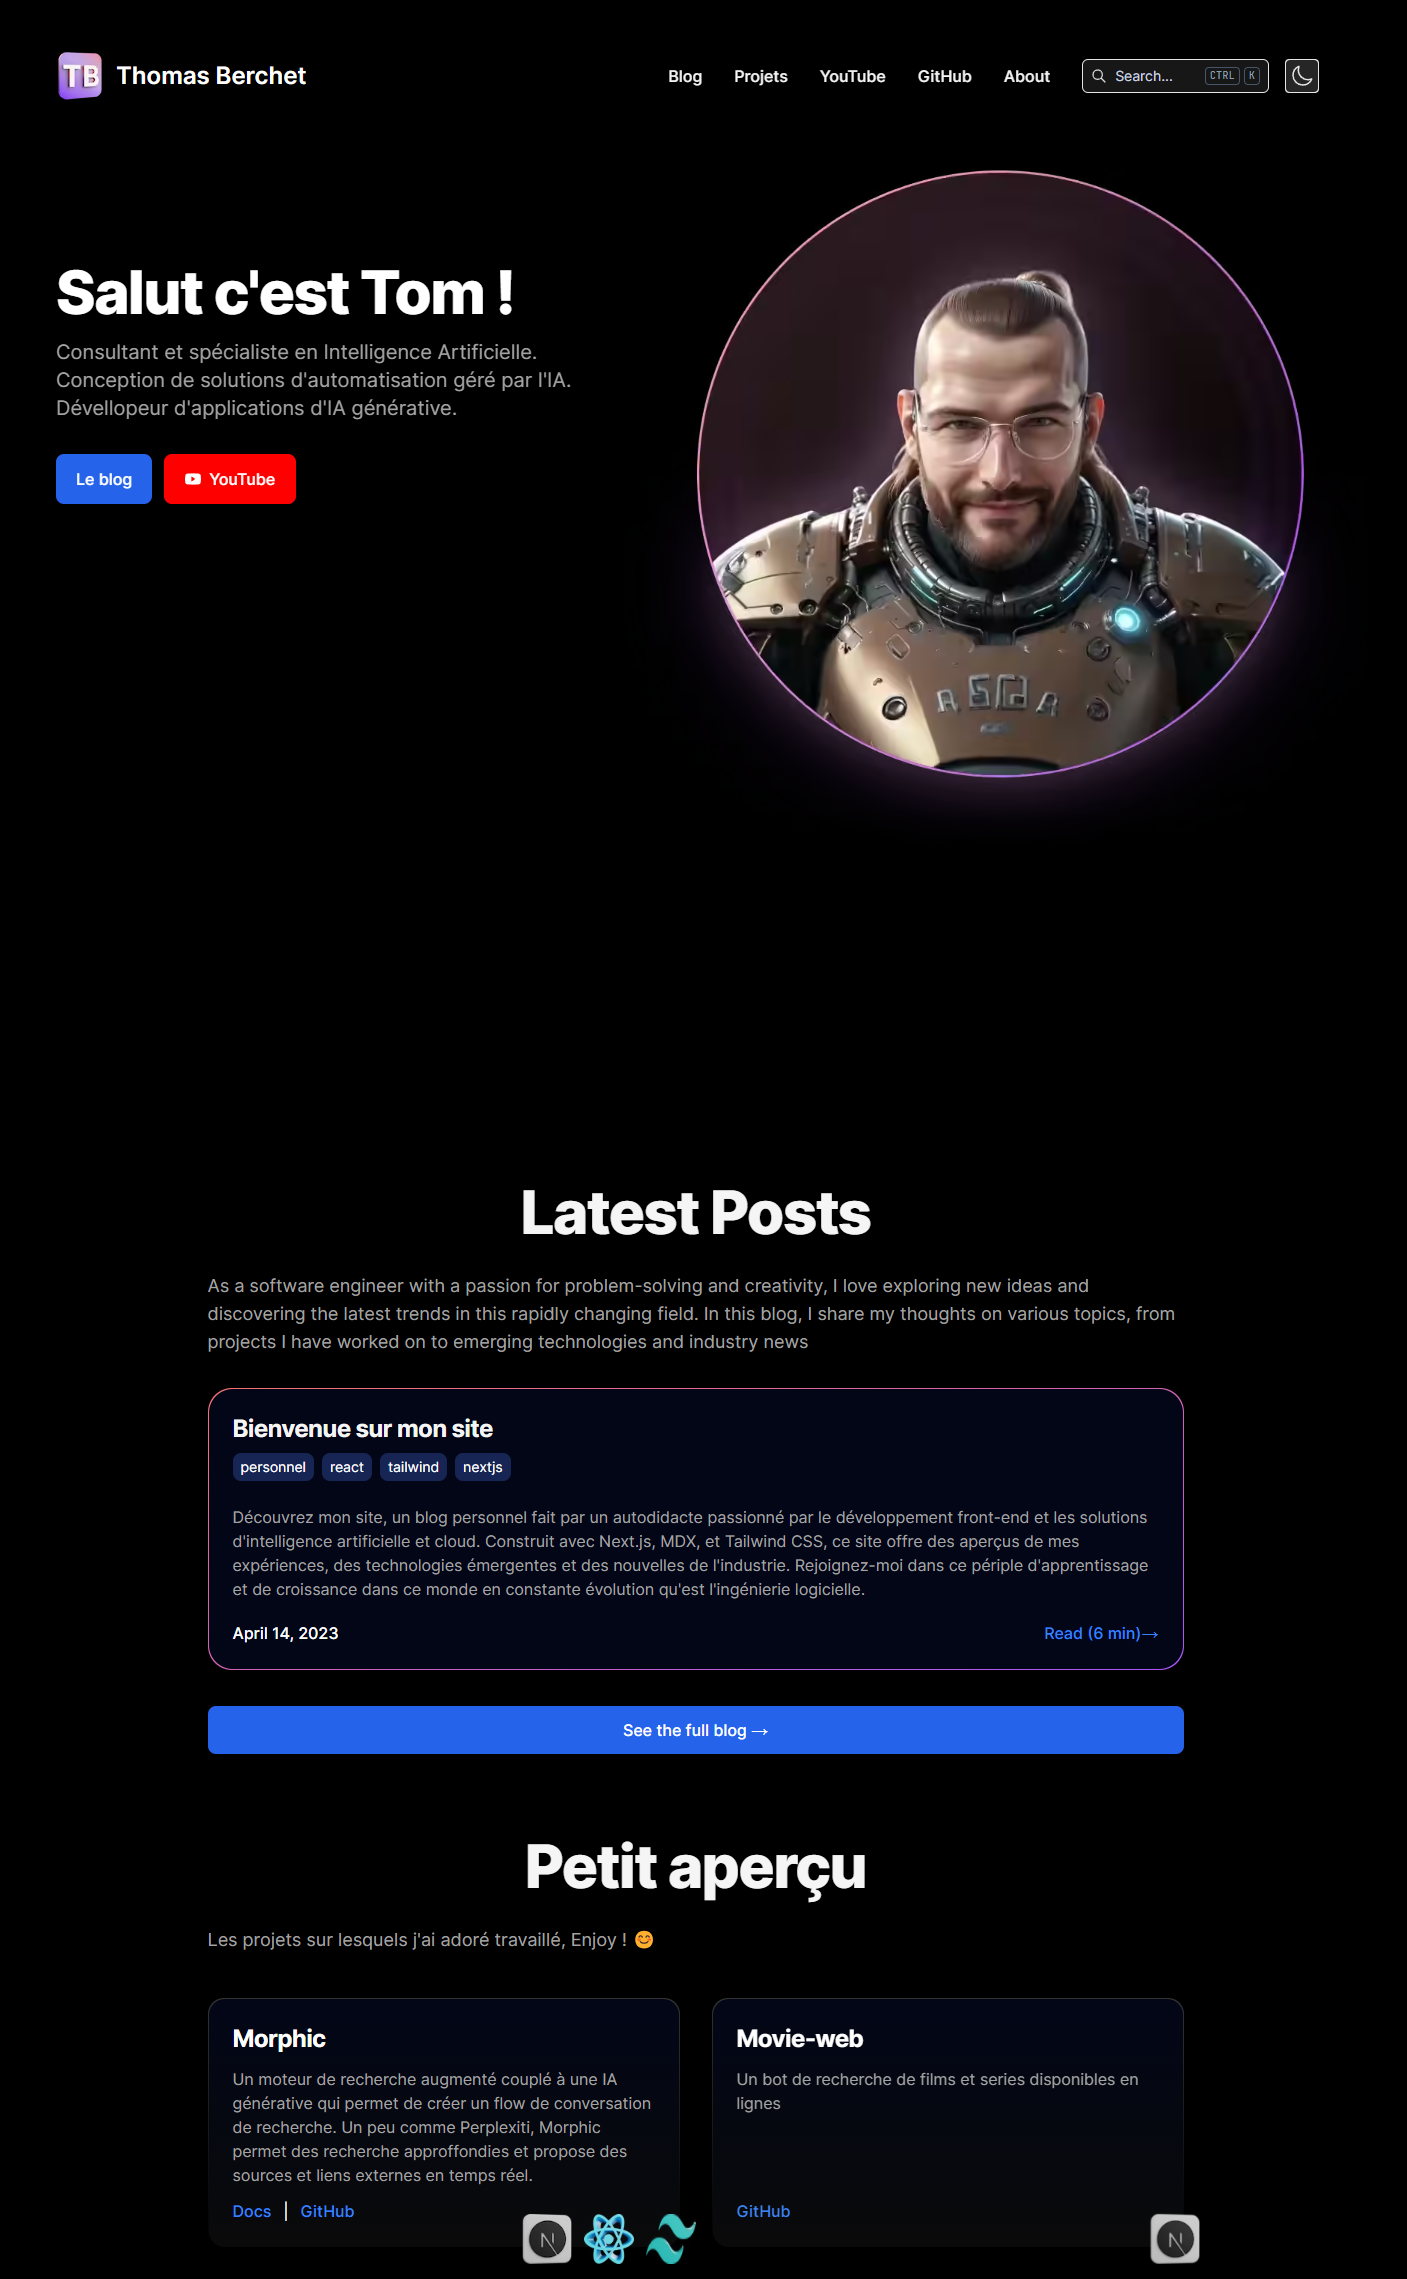 TB Thomas Berchet
Blog Projets YouTube GitHub About Search... CTRL K
Salut c'est Tom !
Consultant et spécialiste en Intelligence Artificielle.
Conception de solutions d'automatisation géré par l'IA.
Dévellopeur d'applications d'IA générative.
Le blog YouTube
Latest Posts
As a software engineer with a passion for problem-solving and creativity, I love exploring new ideas and
discovering the latest trends in this rapidly changing field. In this blog, I share my thoughts on various topics, from
projects I have worked on to emerging technologies and industry news
Bienvenue sur mon site
personnel react tailwind nextjs
Découvrez mon site, un blog personnel fait par un autodidacte passionné par le développement front-end et les solutions
d'intelligence artificielle et cloud. Construit avec Next.js, MDX, et Tailwind CSS, ce site offre des aperçus de mes
expériences, des technologies émergentes et des nouvelles de l'industrie. Rejoignez-moi dans ce périple d'apprentissage
et de croissance dans ce monde en constante évolution qu'est l'ingénierie logicielle.
April 14, 2023
Read (6 min)→
See the full blog →
Petit aperçu
Les projets sur lesquels j'ai adoré travaillé, Enjoy ! 😊
Morphic
Un moteur de recherche augmenté couplé à une IA
générative qui permet de créer un flow de conversation
de recherche. Un peu comme Perplexiti, Morphic
permet des recherche approffondies et propose des
sources et liens externes en temps réel.
Docs | GitHub
N
Movie-web
Un bot de recherche de films et series disponibles en
lignes
GitHub
N